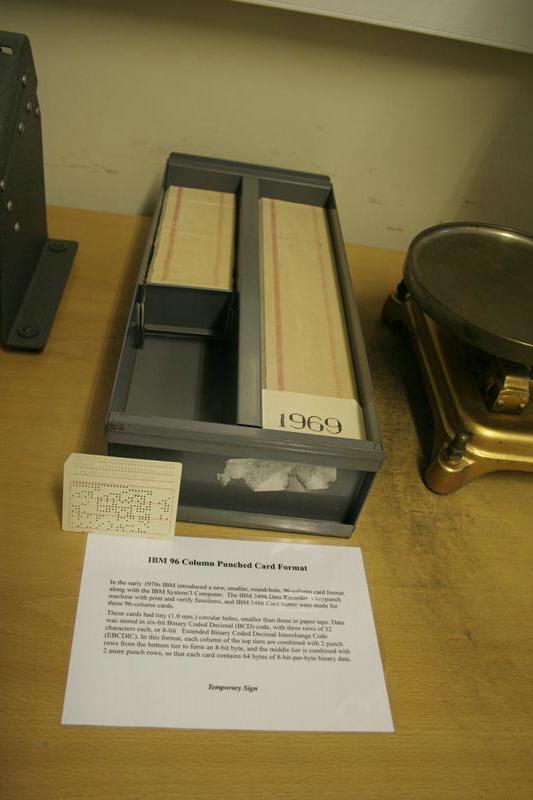 1969
IBM 96 Column Punched Card Format
In the early 1970s IBM introduced a new, smaller, round-hole, 96-column card format
along with the IBM System/3 Computer. The IBM 5496 Data Recorder, a keypunch
machine with print and verify functions, and IBM 5486 Card Sorter were made for
these 96-column cards.
These cards had tiny (1.0 mm.) circular holes, smaller than those in paper tapes. Data
was stored in six-bit Binary Coded Decimal (BCD) code, with three rows of 32
characters each, or 8-bit Extended Binary Coded Decimal Interchange Code
(EBCDIC). In this format, each column of the top tiers are combined with 2 punch
rows from the bottom tier to form an 8-bit byte, and the middle tier is combined with
2 more punch rows, so that each card contains 64 bytes of 8-bit-per-byte binary data.
Temporary Sign